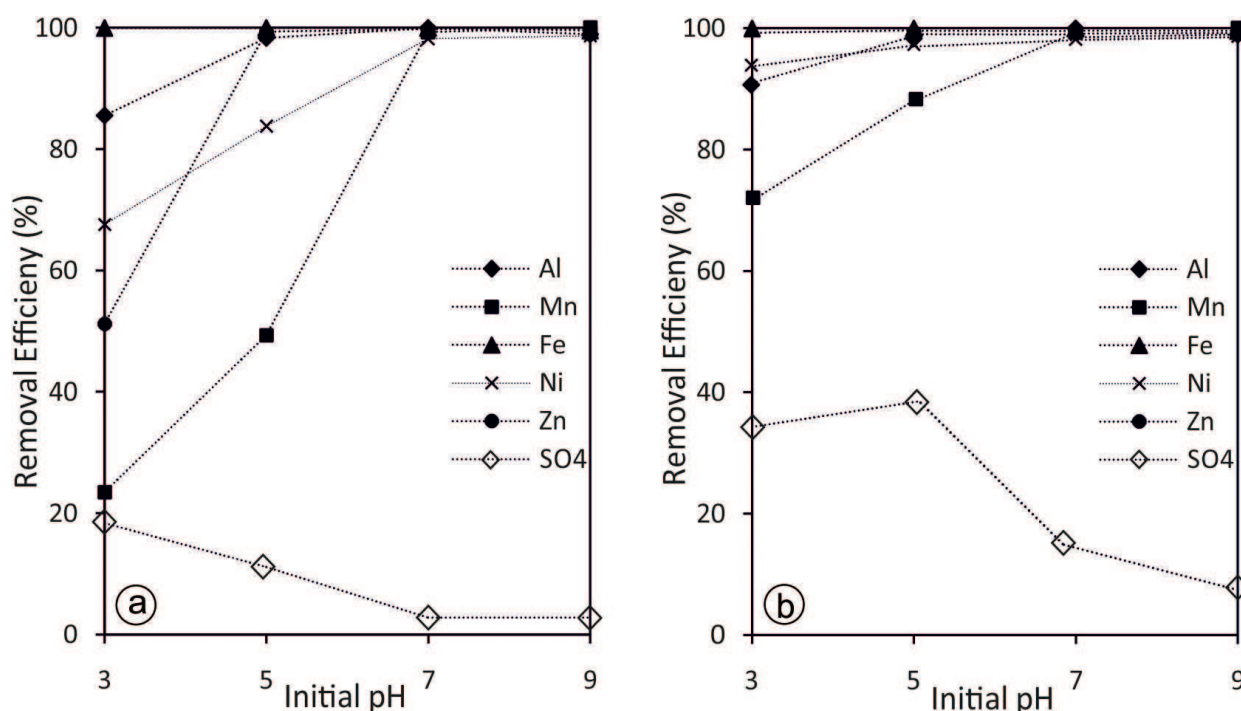 100
80
60
40
20
0
Removal Efficieny (%)
Al
Mn
Fe
Ni
Zn
SO4
a
3
5
7
9
Initial pH
100
80
60
40
20
0
Removal Efficieny (%)
Al
Mn
Fe
Ni
Zn
SO4
b
3
5
7
9
Initial pH